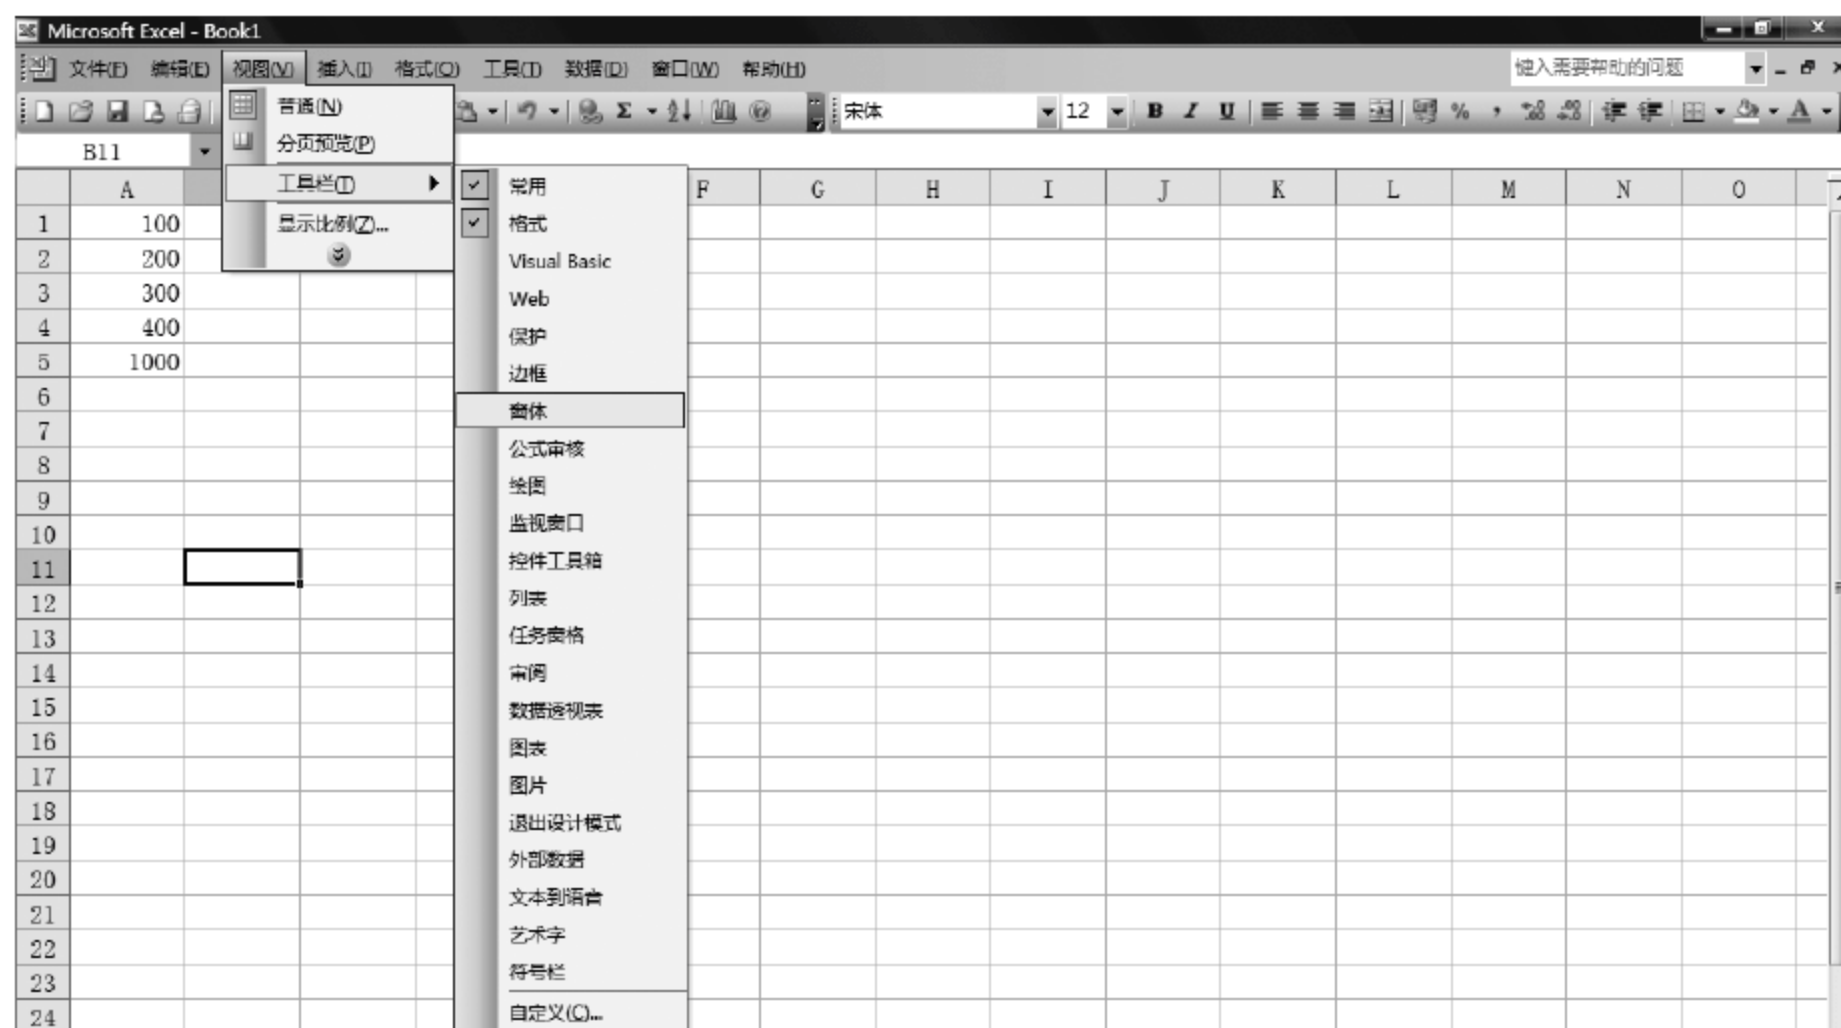 Microsoft Excel - Book1
文件(F) 编辑(E) 视图(V) 插入(I) 格式(O) 工具(T) 数据(D) 窗口(W) 帮助(H) 键入需要帮助的问题
宋体 12 B I U % ,
B11
普通(N)
分页预览(P)
工具栏(T)
显示比例(Z)...
常用
格式
Visual Basic
Web
保护
边框
窗体
公式审核
绘图
监视窗口
控件工具箱
列表
任务窗格
审阅
数据透视表
图表
图片
退出设计模式
外部数据
文本到语音
艺术字
符号栏
自定义(C)...
A F G H I J K L M N O
1 100
2 200
3 300
4 400
5 1000
6
7
8
9
10
11
12
13
14
15
16
17
18
19
20
21
22
23
24